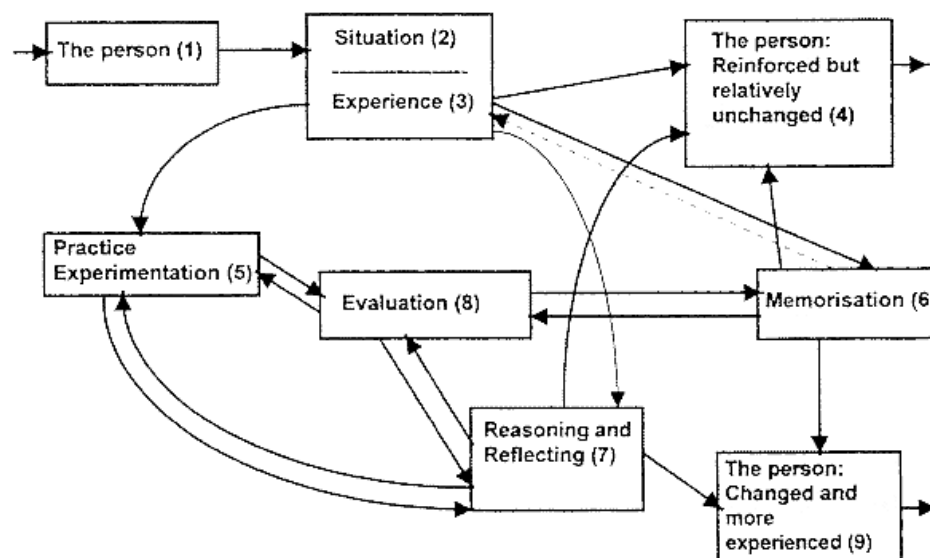 The person (1)
Situation (2)
Experience (3)
The person:
Reinforced but
relatively
unchanged (4)
Practice
Experimentation (5)
Evaluation (8)
Memorisation (6
Reasoning and
Reflecting (7)
The person:
Changed and
more
experienced (9)